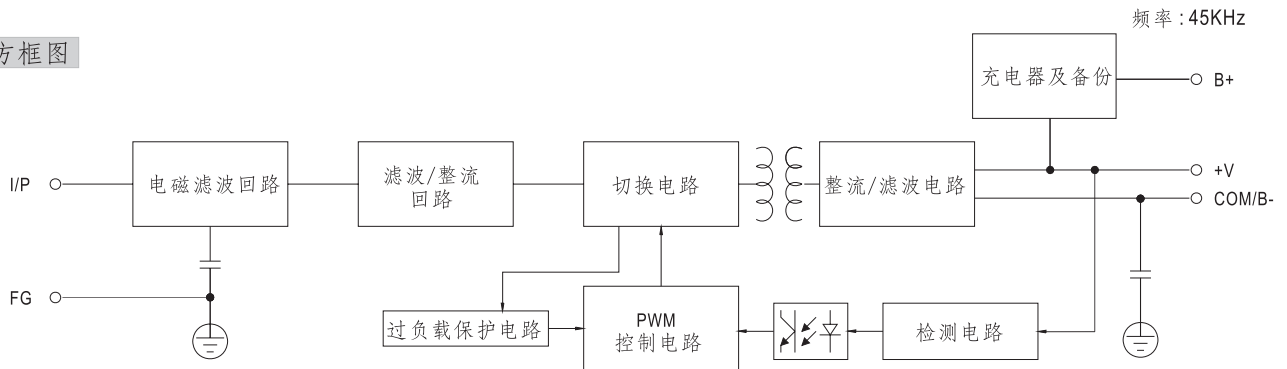 频率 : 45KHz
方框图
充电器及备份
B+
I/P
电磁滤波回路
滤波/整流
回路
切换电路
整流/滤波电路
+V
COM/B-
FG
过负载保护电路
PWM
控制电路
检测电路